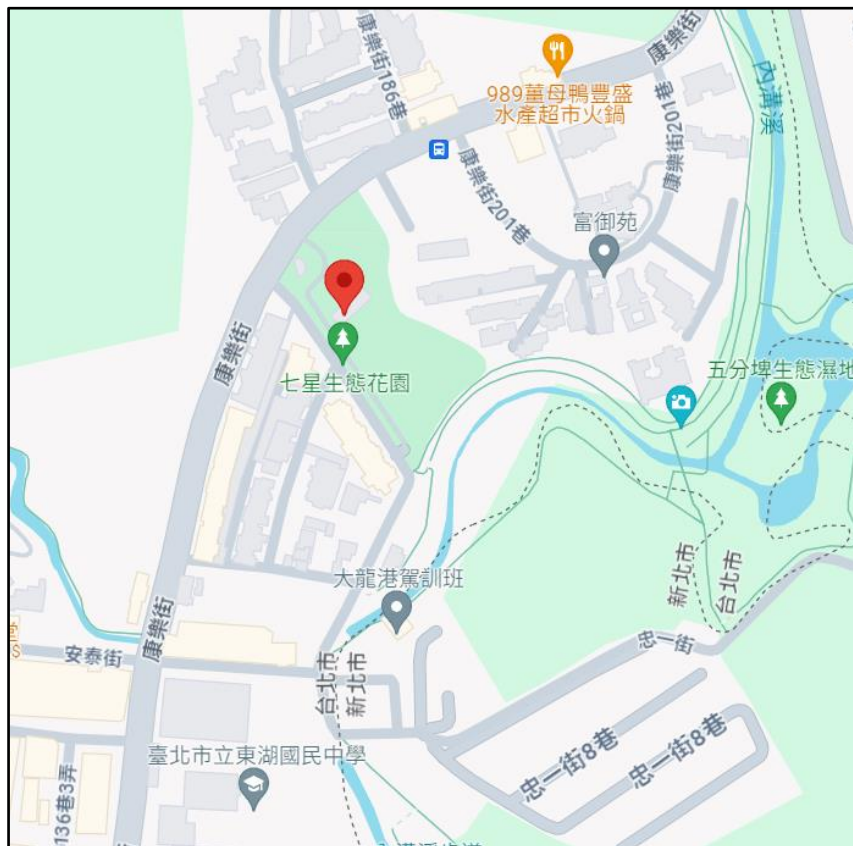 康樂街
康樂街186巷
內溝溪
989薑母鴨豐盛
水產超市火鍋
康樂街201巷
康樂街201巷
富御苑
康樂街
七星生態花園
五分埤生態濕地
大龍港駕訓班
新北市
台北市
康樂街
安泰街
台北市
新北市
忠一街
忠一街8巷
忠一街8巷
臺北市立東湖國民中學
136巷3弄